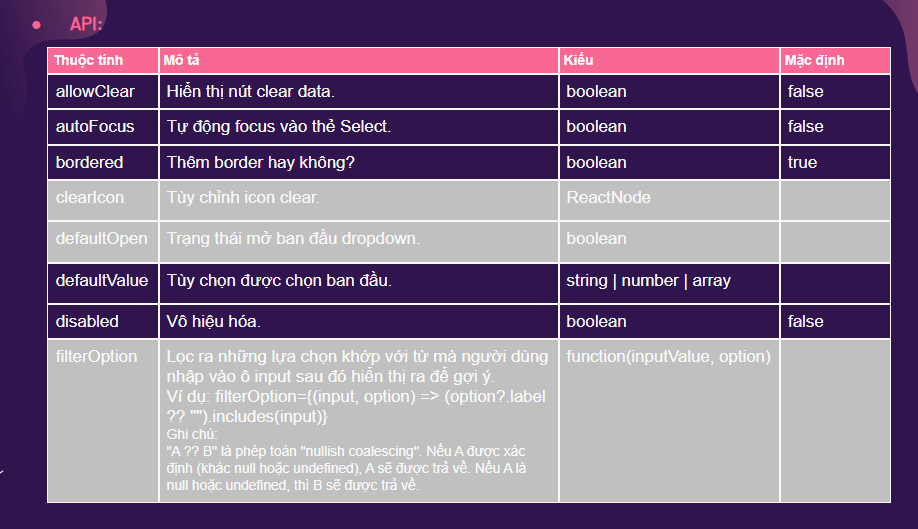 • API:
Thuộc tính Mô tả Kiểu Mặc định
allowClear Hiển thị nút clear data. boolean false
autoFocus Tự động focus vào thẻ Select. boolean false
bordered Thêm border hay không? boolean true
clearIcon Tùy chỉnh icon clear. ReactNode
defaultOpen Trạng thái mở ban đầu dropdown. boolean
defaultValue Tùy chọn được chọn ban đầu. string | number | array
disabled Vô hiệu hóa. boolean false
filterOption Lọc ra những lựa chọn khớp với từ mà người dùng function(inputValue, option)
nhập vào ô input sau đó hiển thị ra để gợi ý.
Ví dụ: filterOption={(input, option) => (option?.label
?? "").includes(input)}
Ghi chú:
"A ?? B" là phép toán "nullish coalescing". Nếu A được xác
định (khác null hoặc undefined), A sẽ được trả về. Nếu A là
null hoặc undefined, thì B sẽ được trả về.